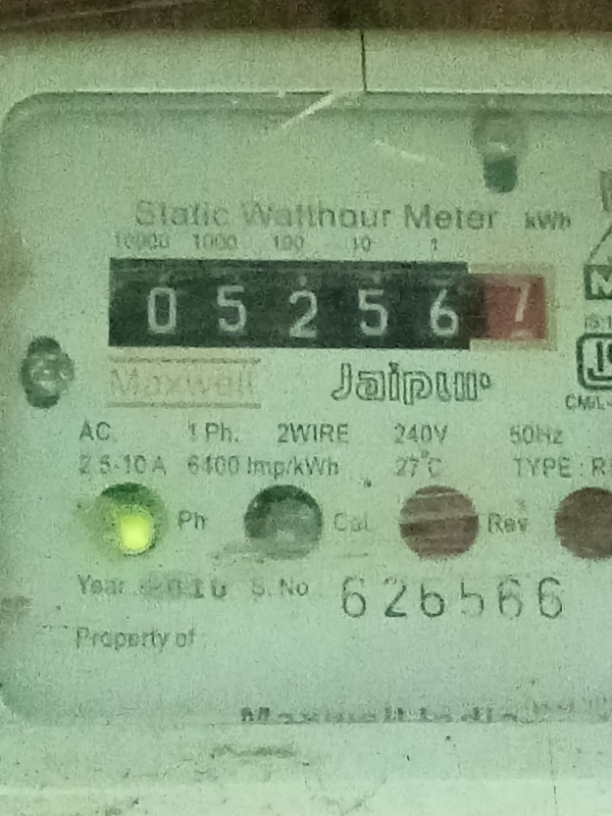 Static Watthour Meter kWh
10000 1000 100 10 1
0 5 2 5 6 7
Maxwell Jaipur
AC. 1 Ph. 2WIRE 240V 50Hz
2.5-10A 6400 Imp/kWh 27°C TYPE : R
Ph Cal. Rev
Year 2010 S. No 626566
Property of